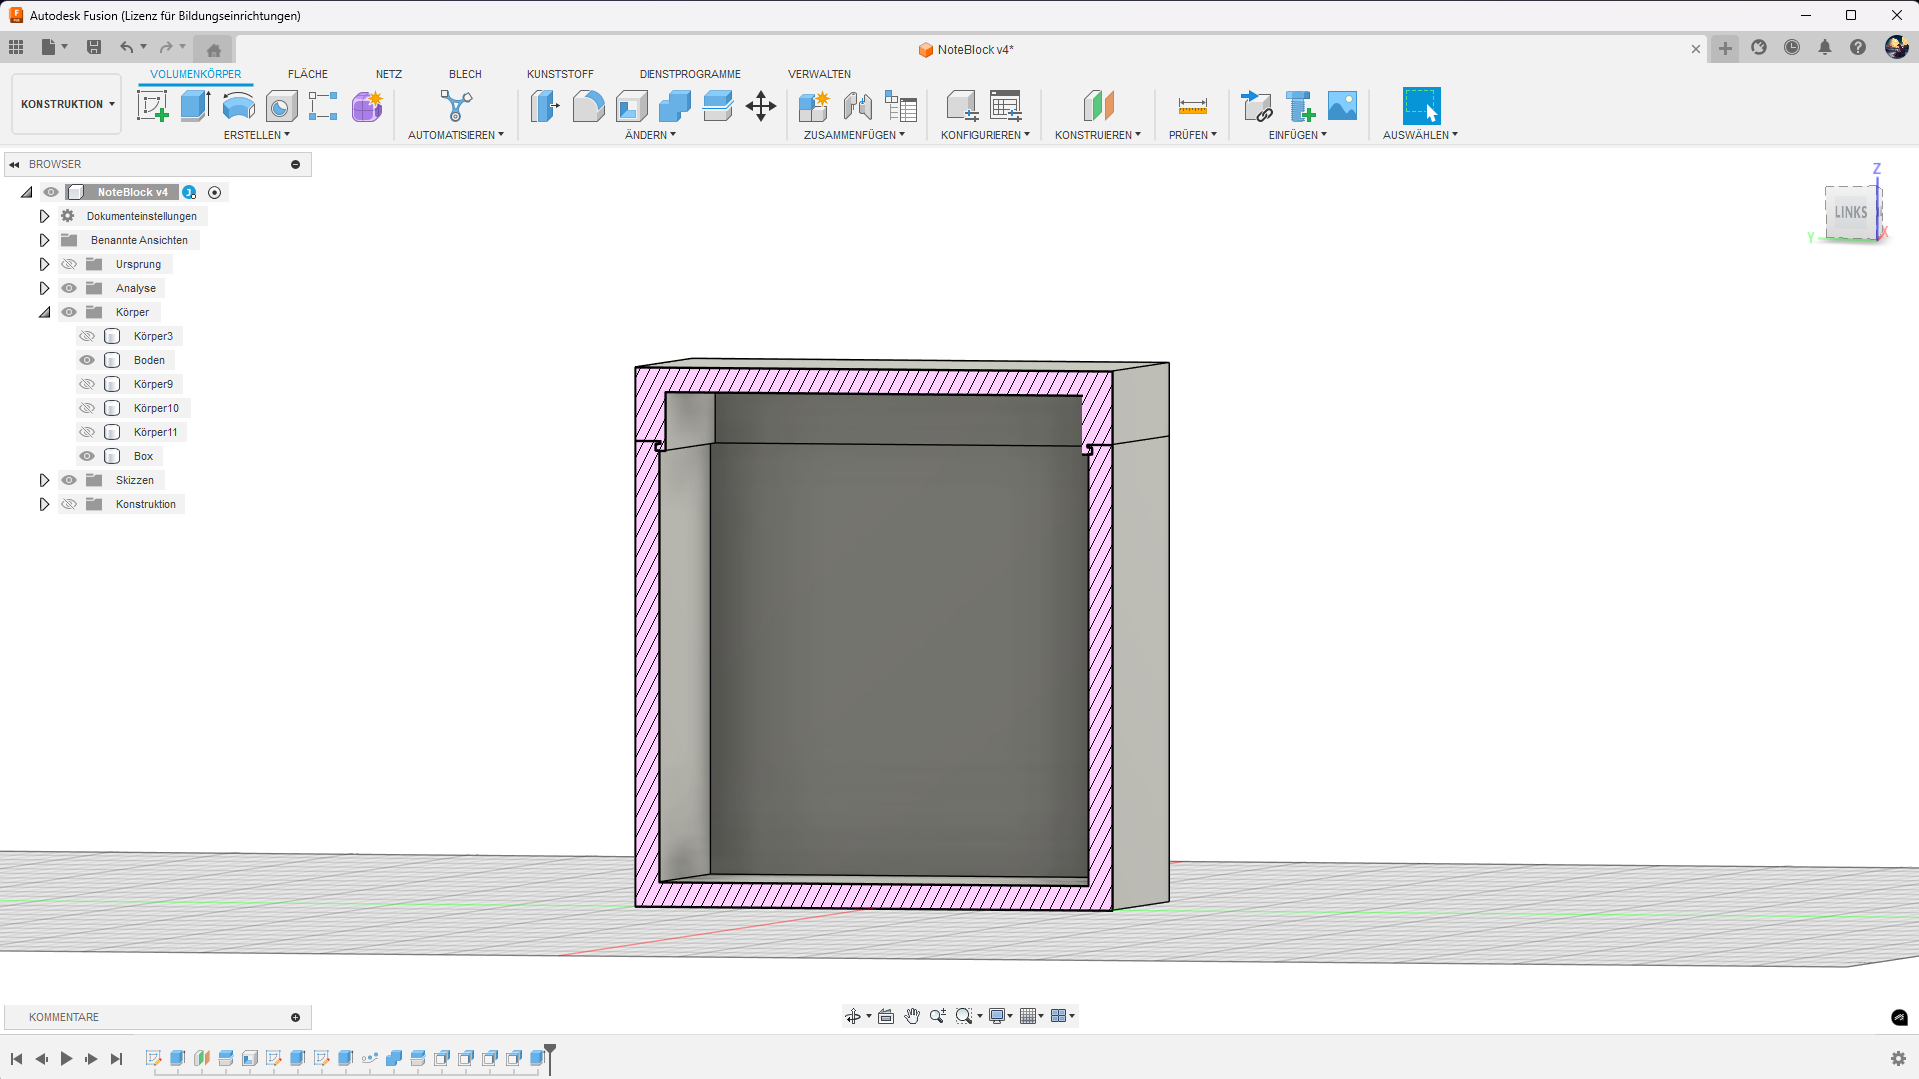 Autodesk Fusion (Lizenz für Bildungseinrichtungen)
NoteBlock v4*
KONSTRUKTION
VOLUMENKÖRPER
FLÄCHE
NETZ
BLECH
KUNSTSTOFF
DIENSTPROGRAMME
VERWALTEN
ERSTELLEN
AUTOMATISIEREN
ÄNDERN
ZUSAMMENFÜGEN
KONFIGURIEREN
KONSTRUIEREN
PRÜFEN
EINFÜGEN
AUSWÄHLEN
BROWSER
NoteBlock v4
Dokumenteinstellungen
Benannte Ansichten
Ursprung
Analyse
Körper
Körper3
Boden
Körper9
Körper10
Körper11
Box
Skizzen
Konstruktion
Z
LINKS
Y
X
KOMMENTARE